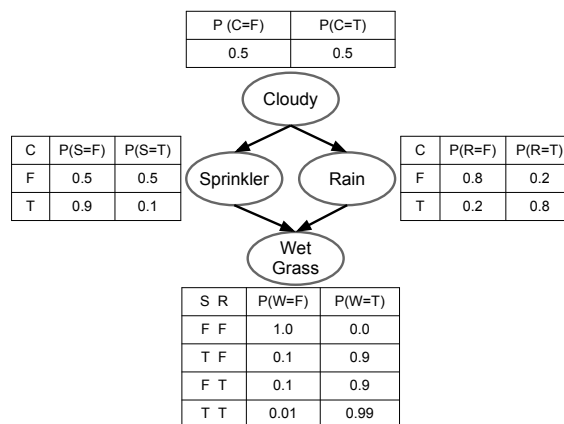 P (C=F) P(C=T)
0.5 0.5
Cloudy
C P(S=F) P(S=T)
F 0.5 0.5
T 0.9 0.1
Sprinkler
Rain
C P(R=F) P(R=T)
F 0.8 0.2
T 0.2 0.8
Wet
Grass
S R P(W=F) P(W=T)
F F 1.0 0.0
T F 0.1 0.9
F T 0.1 0.9
T T 0.01 0.99